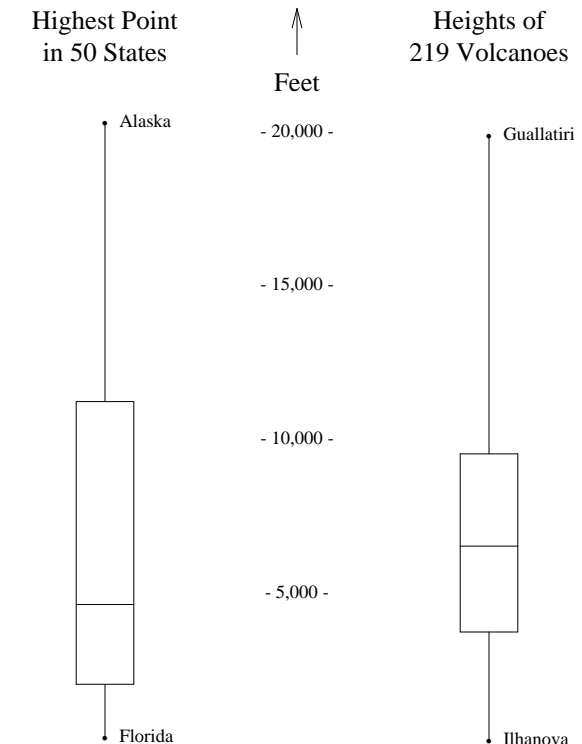 Highest Point
in 50 States
Feet
Heights of
219 Volcanoes
Alaska
- 20,000 -
Guallatiri
- 15,000 -
- 10,000 -
- 5,000 -
Florida
Ilhanova